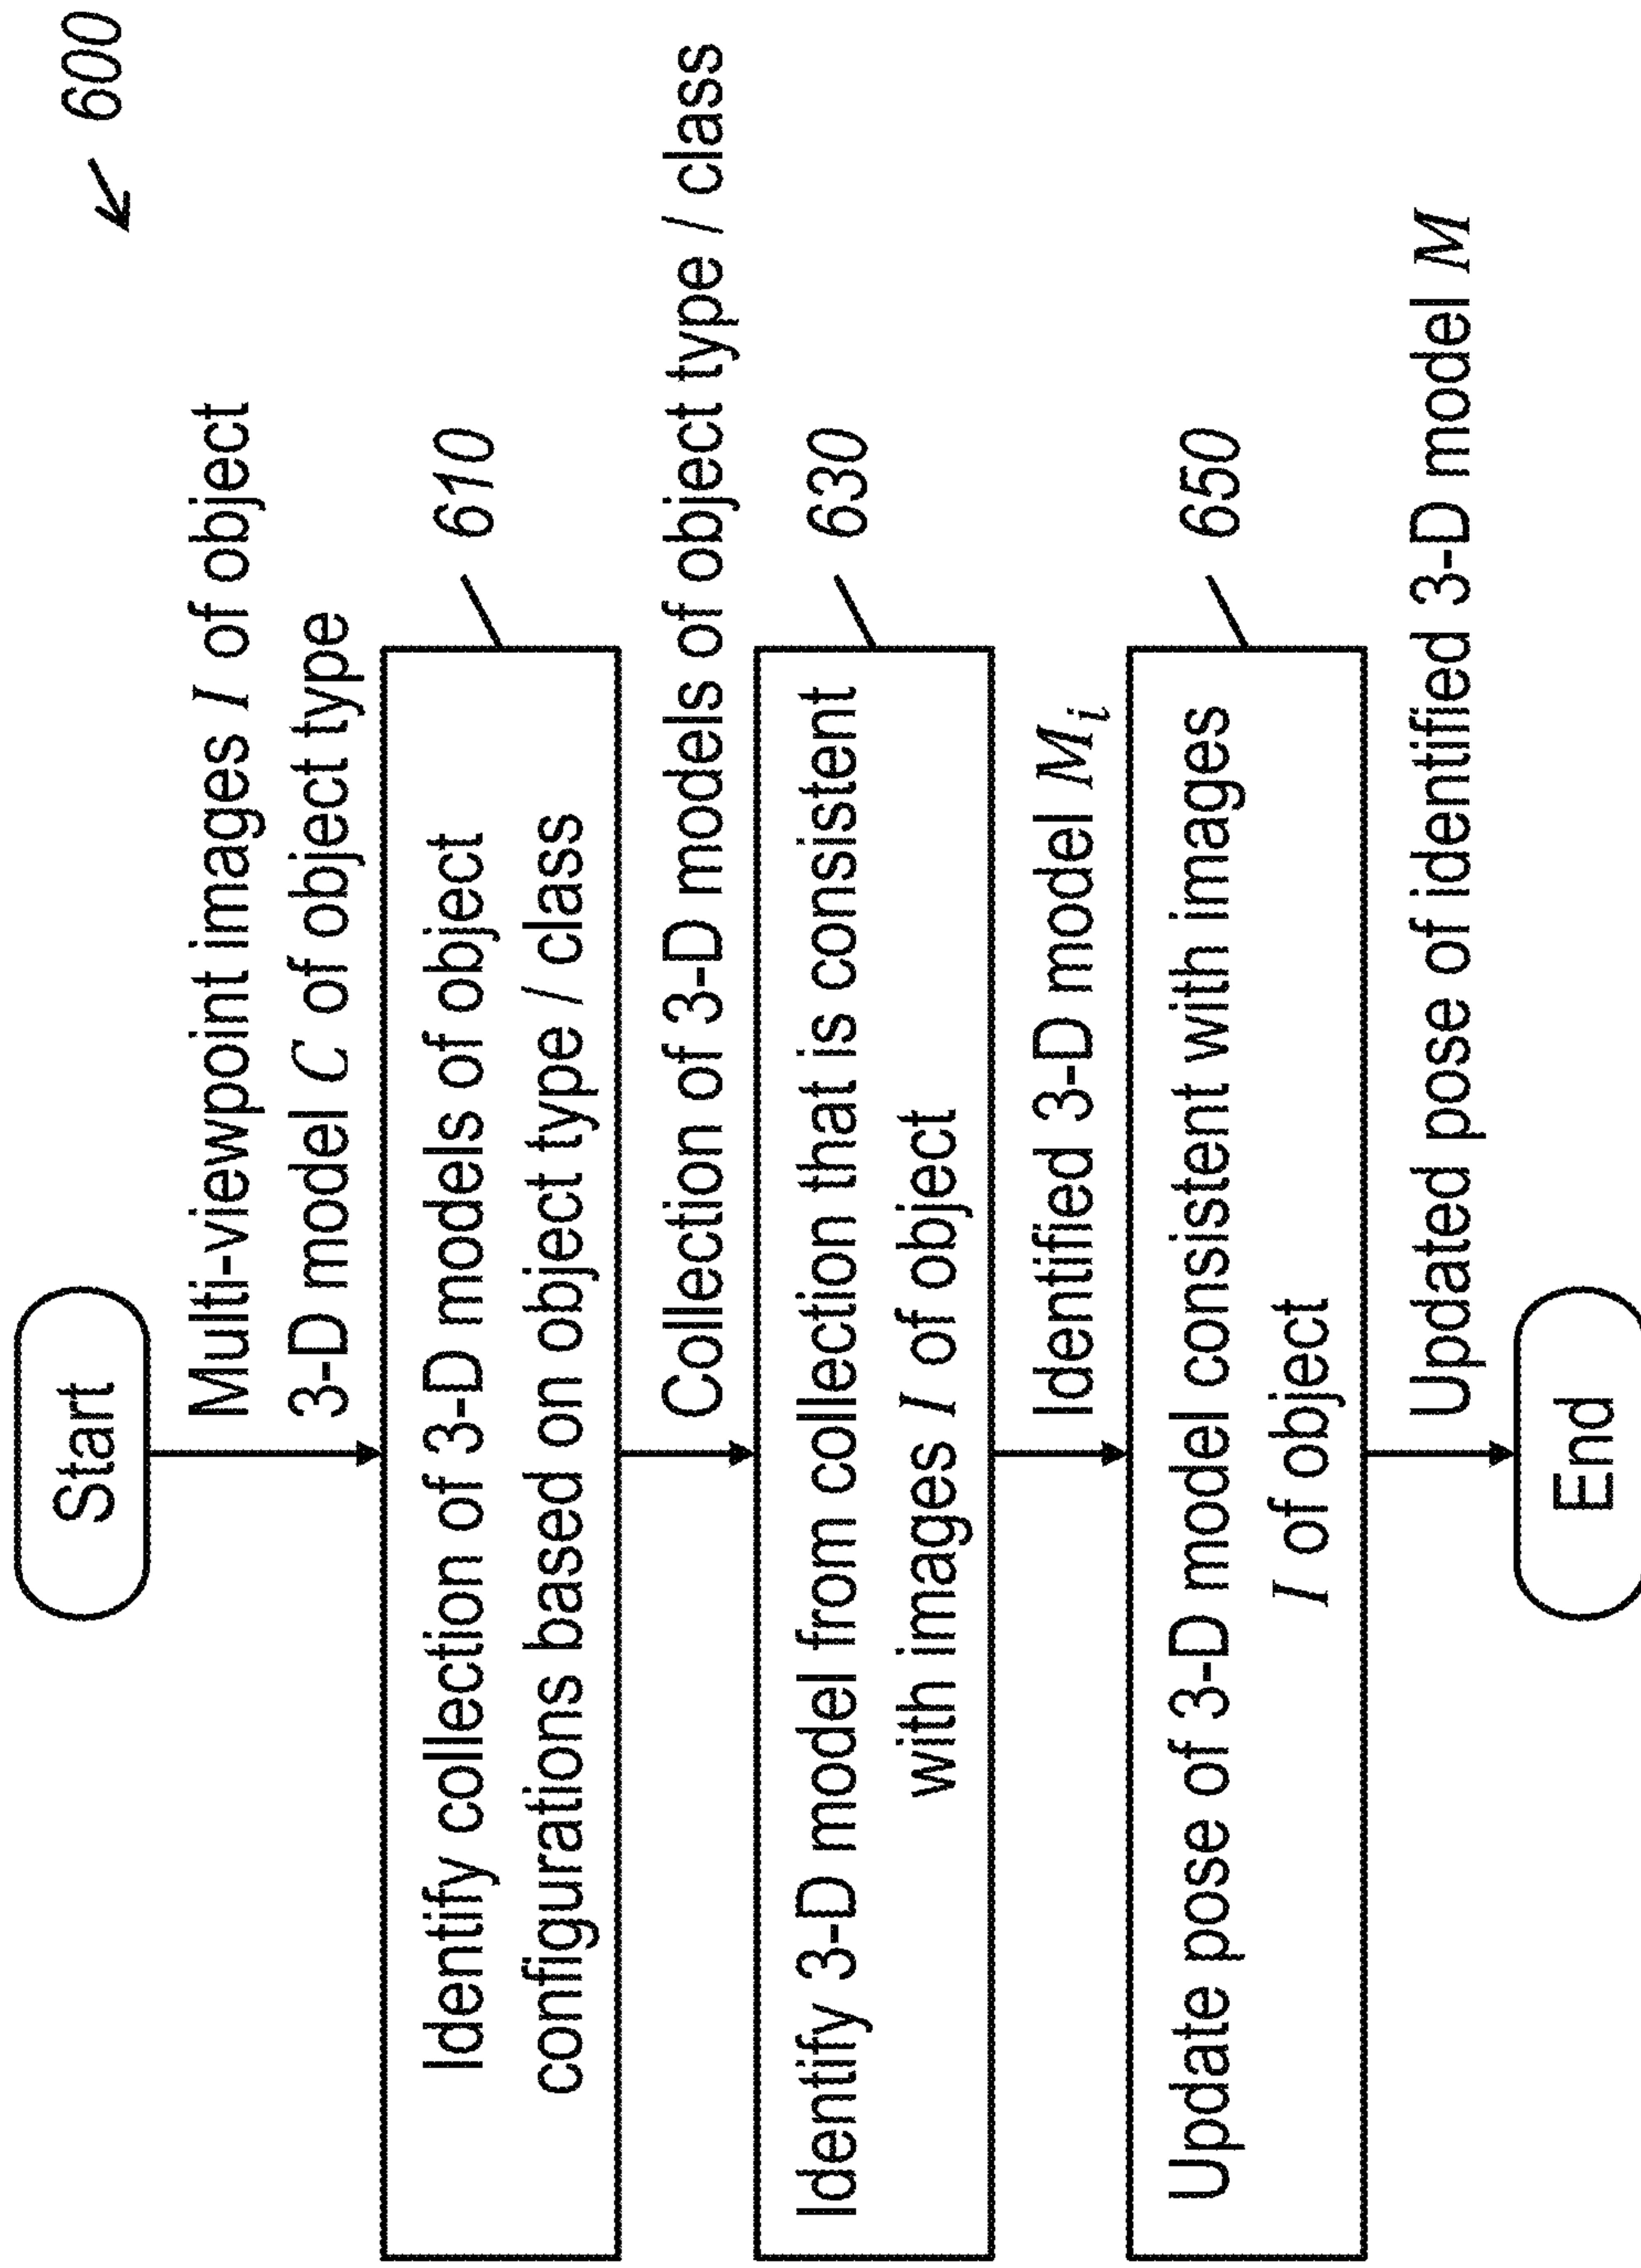 600
Start
Multi-viewpoint images I of object
3-D model C of object type
610
Identify collection of 3-D models of object
configurations based on object type / class
Collection of 3-D models of object type / class
630
Identify 3-D model from collection that is consistent
with images I of object
Identified 3-D model Mi
650
Update pose of 3-D model consistent with images
I of object
Updated pose of identified 3-D model M
End